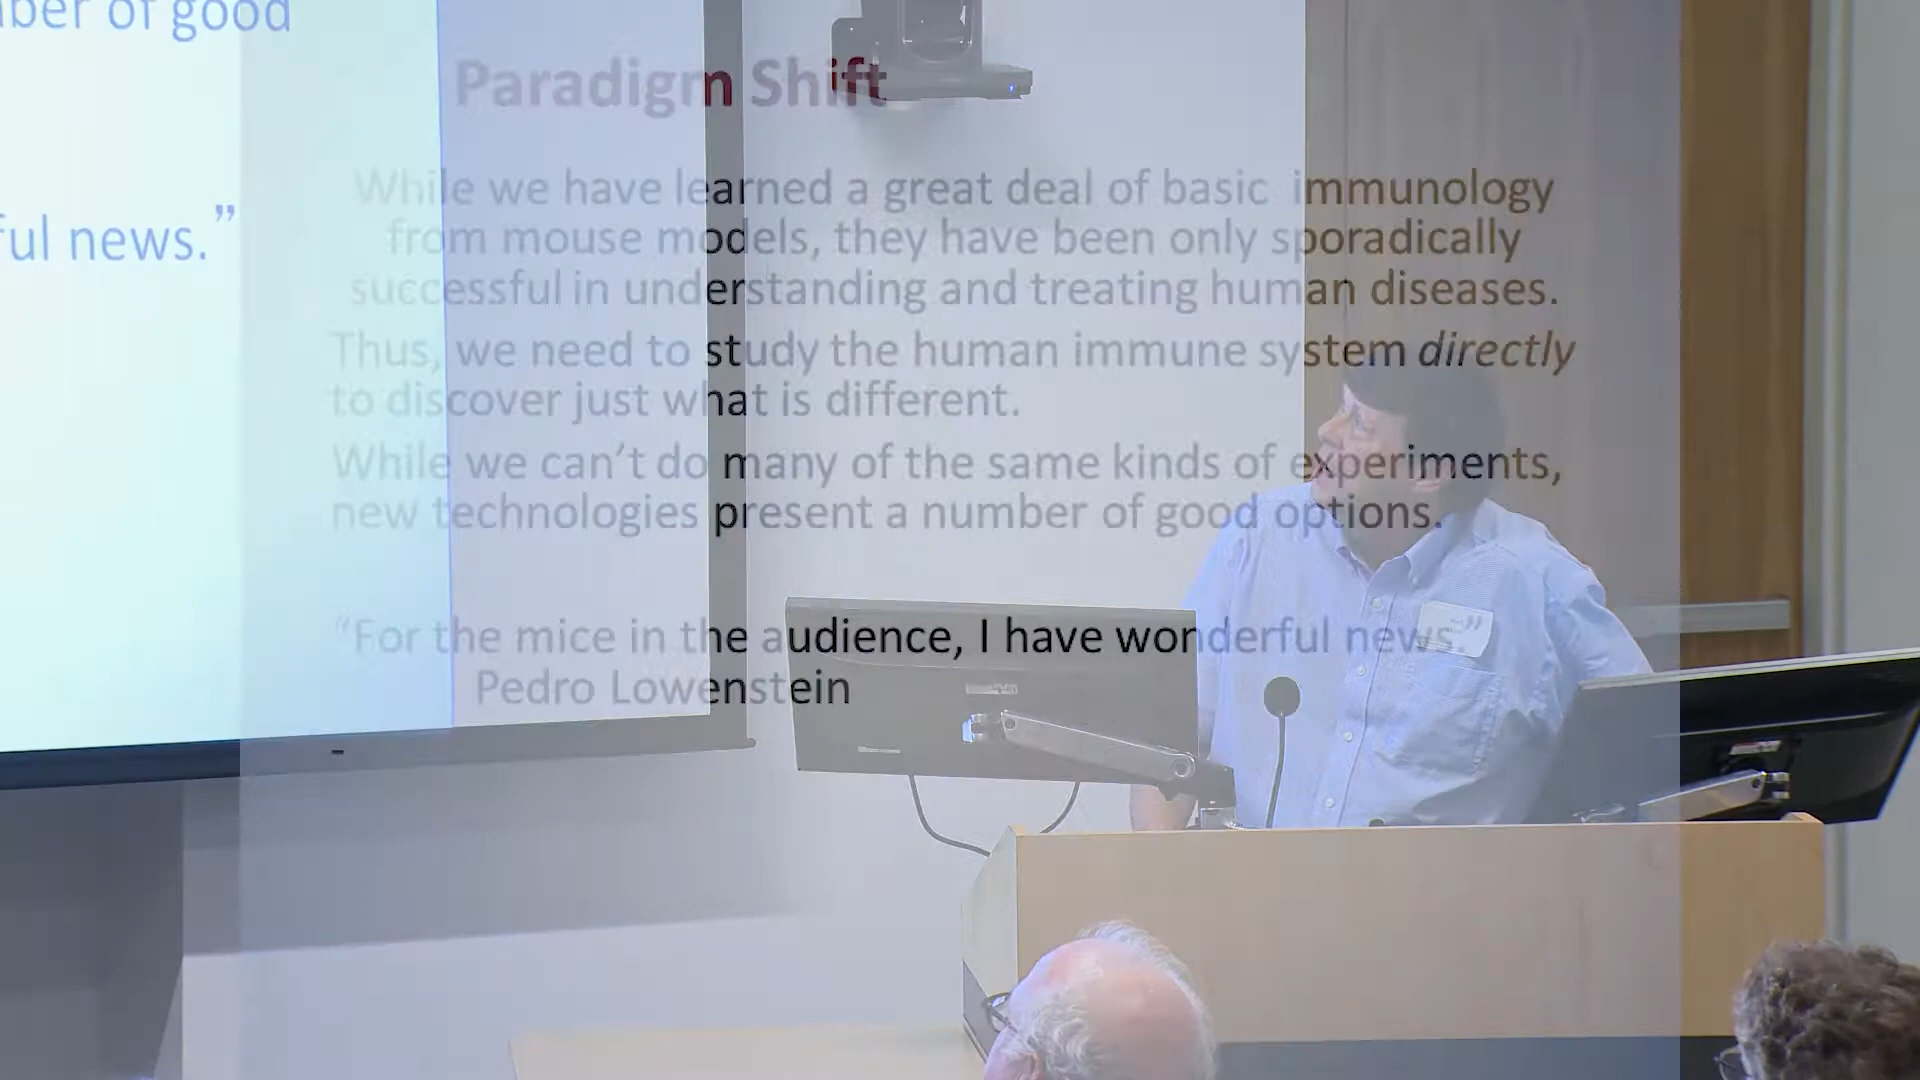 ber of good
ful news.”
Paradigm Shift
While we have learned a great deal of basic immunology
from mouse models, they have been only sporadically
successful in understanding and treating human diseases.
Thus, we need to study the human immune system directly
to discover just what is different.
While we can’t do many of the same kinds of experiments,
new technologies present a number of good options.
“For the mice in the audience, I have wonderful news.”
Pedro Lowenstein